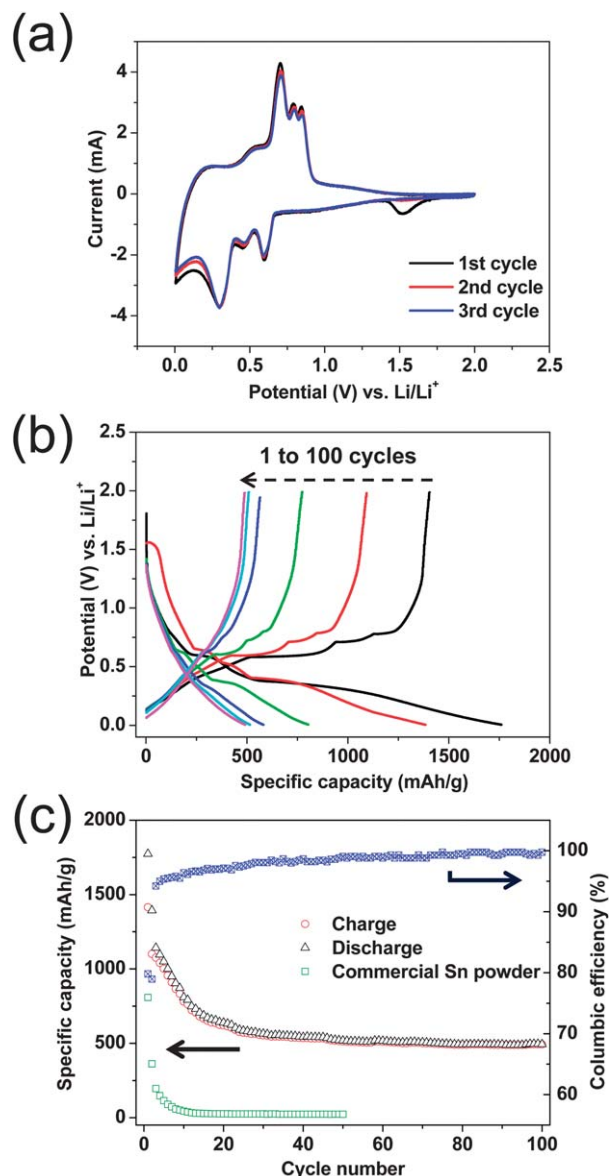 (a)
4
2
0
-2
-4
Current (mA)
1st cycle
2nd cycle
3rd cycle
0.0 0.5 1.0 1.5 2.0 2.5
Potential (V) vs. Li/Li⁺
(b)
2.5
2.0
1.5
1.0
0.5
0.0
Potential (V) vs. Li/Li⁺
1 to 100 cycles
0 500 1000 1500 2000
Specific capacity (mAh/g)
(c)
2000
1750
1500
1250
1000
750
500
250
0
Specific capacity (mAh/g)
Charge
Discharge
Commercial Sn powder
100
90
80
70
60
Columbic efficiency (%)
0 20 40 60 80 100
Cycle number